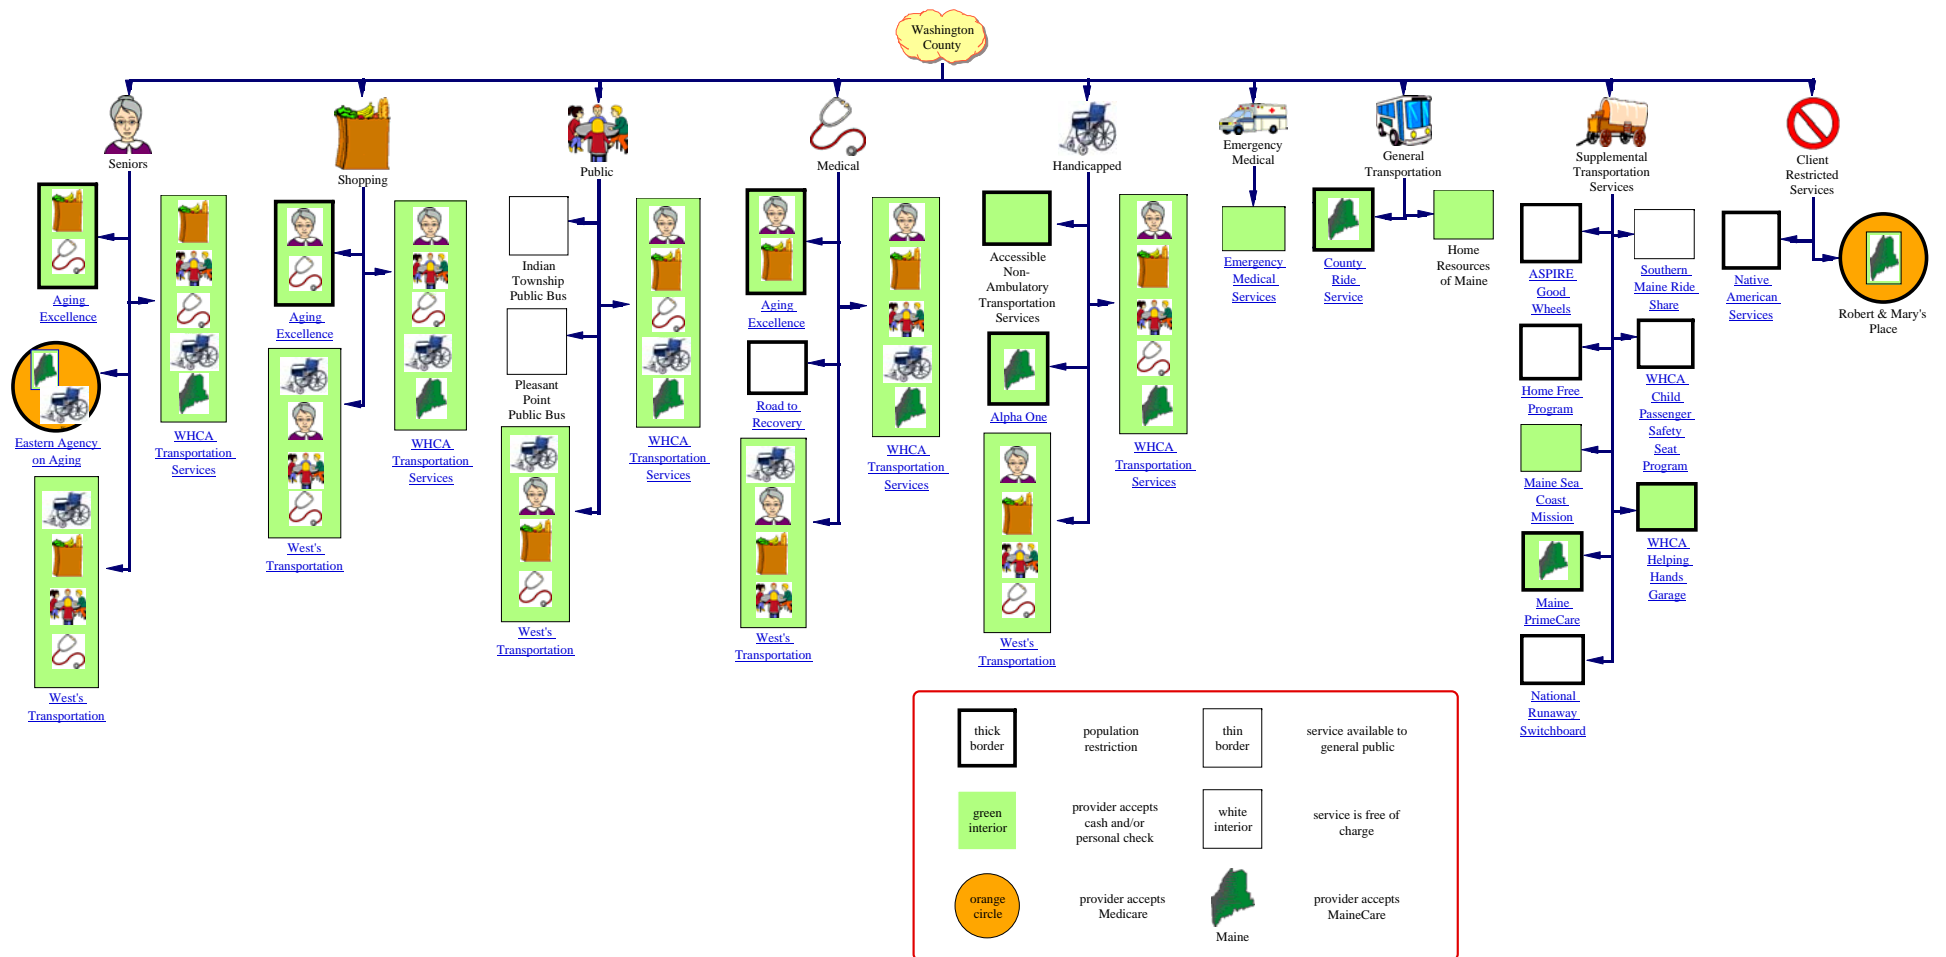 Washington
County
Seniors
Shopping
Public
Medical
Handicapped
Emergency
Medical
General
Transportation
Supplemental
Transportation
Services
Client
Restricted
Services
Aging
Excellence
Eastern Agency
on Aging
West's
Transportation
WHCA
Transportation
Services
Aging
Excellence
West's
Transportation
WHCA
Transportation
Services
Indian
Township
Public Bus
Pleasant
Point
Public Bus
West's
Transportation
WHCA
Transportation
Services
Aging
Excellence
Road to
Recovery
West's
Transportation
WHCA
Transportation
Services
Accessible
Non-
Ambulatory
Transportation
Services
Alpha One
West's
Transportation
WHCA
Transportation
Services
Emergency
Medical
Services
County
Ride
Service
Home
Resources
of Maine
ASPIRE
Good
Wheels
Home Free
Program
Maine Sea
Coast
Mission
Maine
PrimeCare
National
Runaway
Switchboard
Southern
Maine Ride
Share
WHCA
Child
Passenger
Safety
Seat
Program
WHCA
Helping
Hands
Garage
Native
American
Services
Robert & Mary's
Place
thick
border
population
restriction
thin
border
service available to
general public
green
interior
provider accepts
cash and/or
personal check
white
interior
service is free of
charge
orange
circle
provider accepts
Medicare
Maine
provider accepts
MaineCare